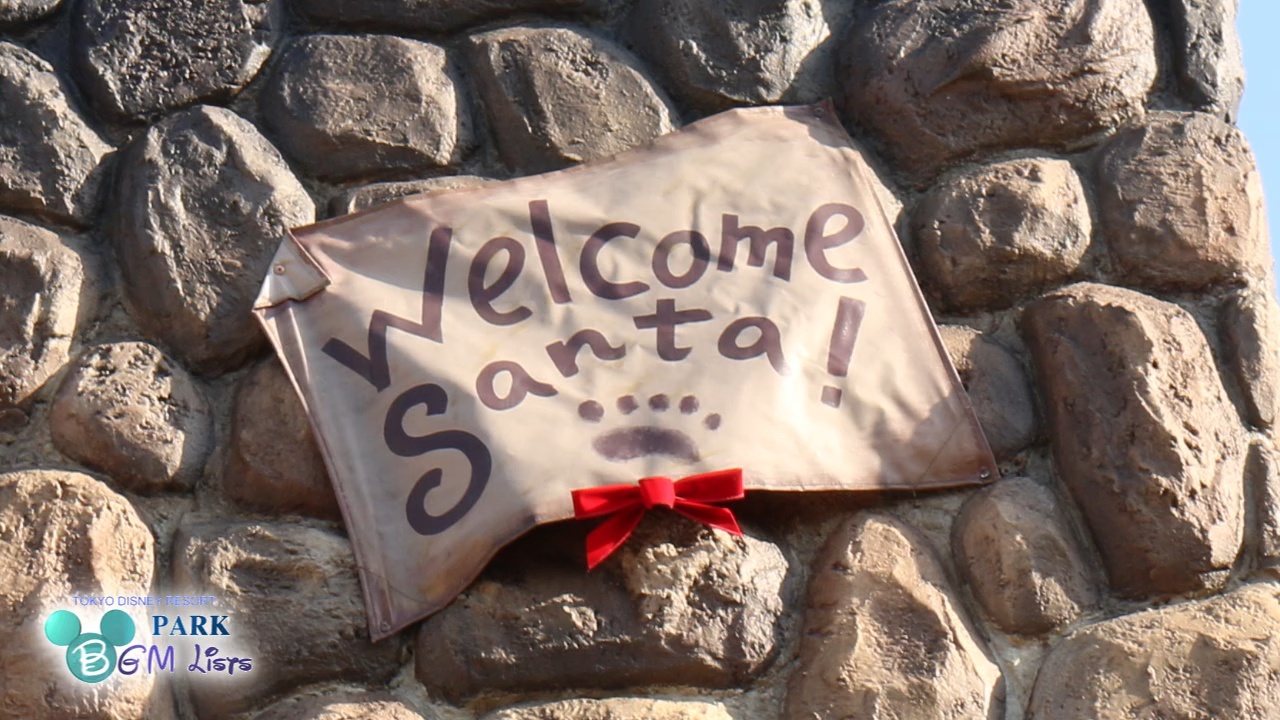 Welcome
Santa!
TOKYO DISNEY RESORT
PARK
BGM Lists